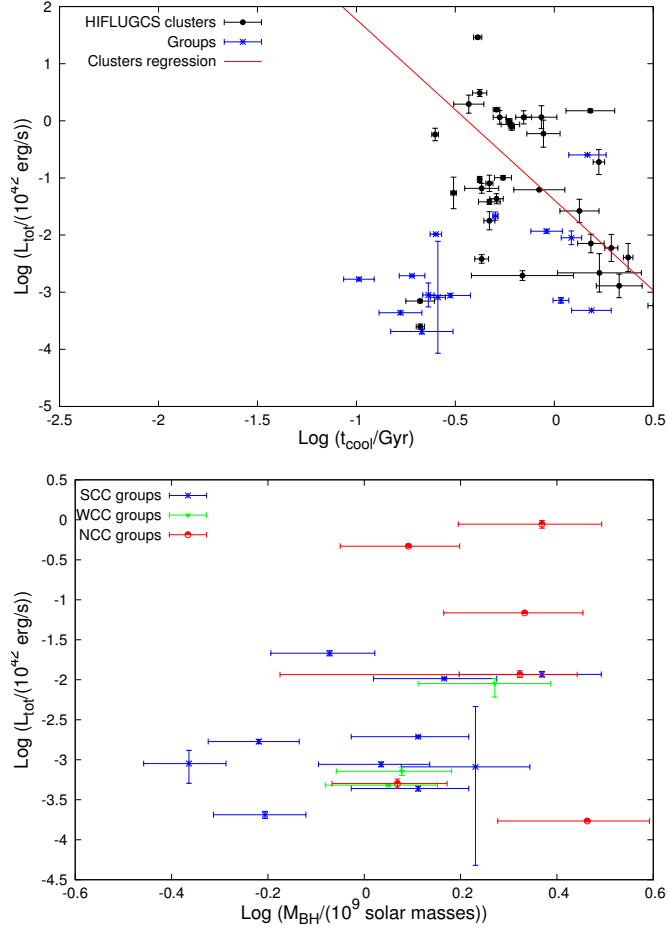 HIFLUGCS clusters
Groups
Clusters regression
Log (L_tot/(10^42 erg/s))
2
1
0
-1
-2
-3
-4
-5
-2.5 -2 -1.5 -1 -0.5 0 0.5
Log (t_cool/Gyr)
SCC groups
WCC groups
NCC groups
Log (L_tot/(10^42 erg/s))
0.5
0
-0.5
-1
-1.5
-2
-2.5
-3
-3.5
-4
-4.5
-0.6 -0.4 -0.2 0 0.2 0.4 0.6
Log (M_BH/(10^9 solar masses))